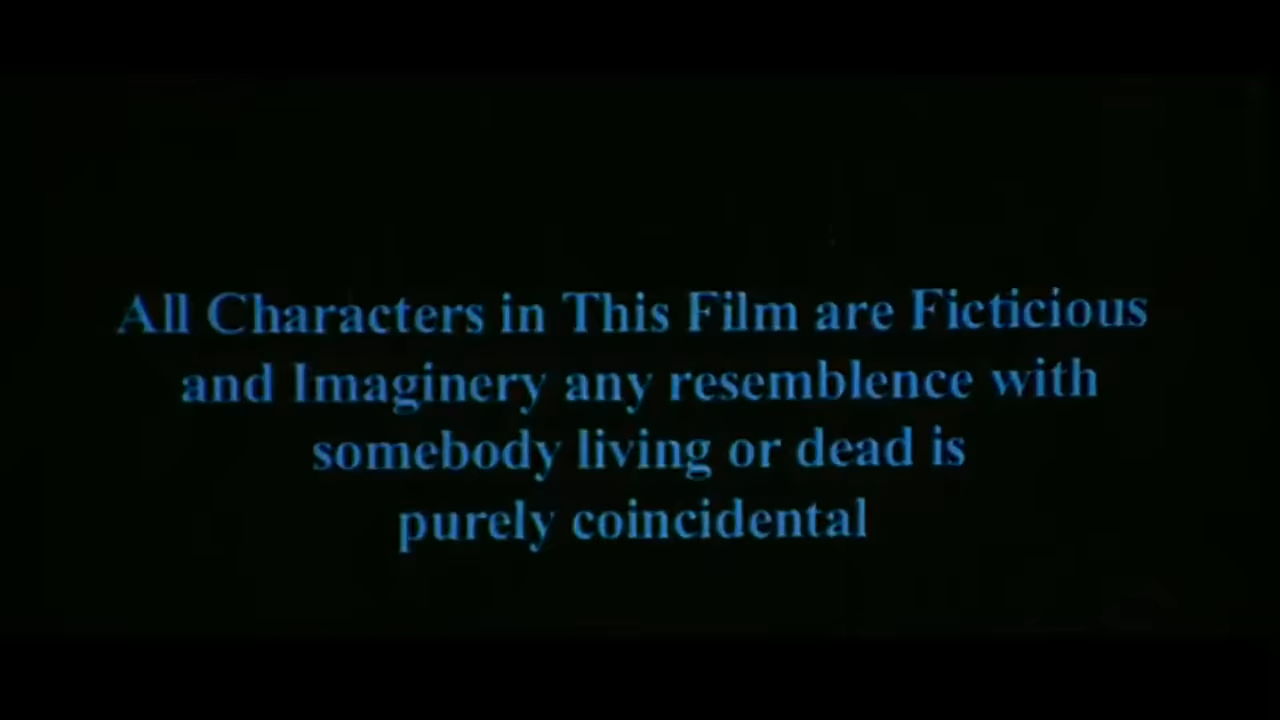 All Characters in This Film are Ficticious
and Imaginery any resemblence with
somebody living or dead is
purely coincidental